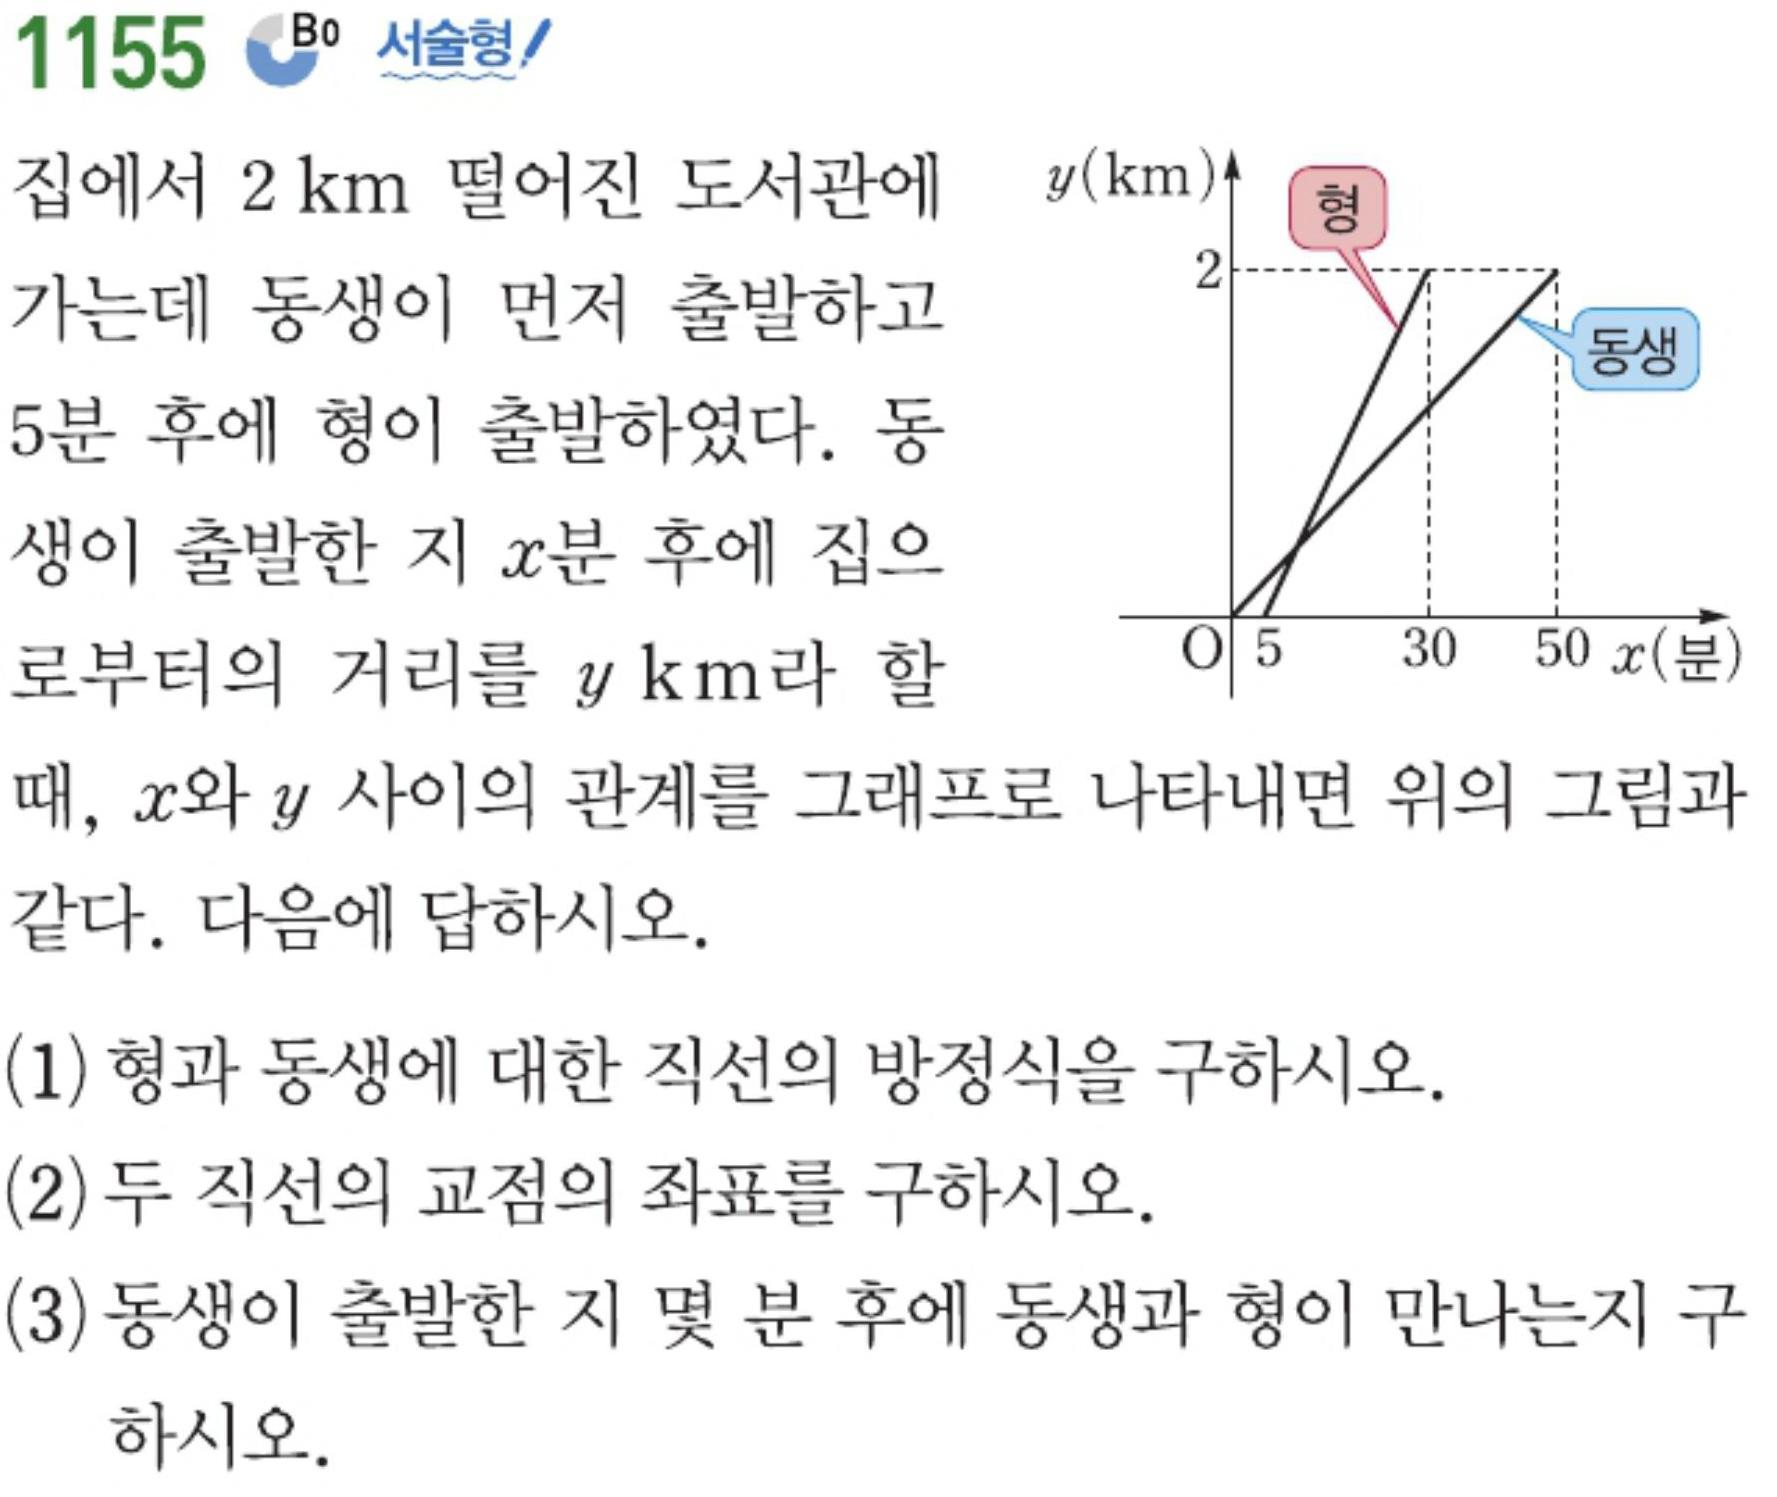 1155 B0 서술형!
집에서 2 km 떨어진 도서관에
가는데 동생이 먼저 출발하고
5분 후에 형이 출발하였다. 동
생이 출발한 지 x분 후에 집으
로부터의 거리를 y km라 할
y(km)
형
2
동생
O 5 30 50 x(분)
때, x와 y 사이의 관계를 그래프로 나타내면 위의 그림과
같다. 다음에 답하시오.
(1) 형과 동생에 대한 직선의 방정식을 구하시오.
(2) 두 직선의 교점의 좌표를 구하시오.
(3) 동생이 출발한 지 몇 분 후에 동생과 형이 만나는지 구
하시오.